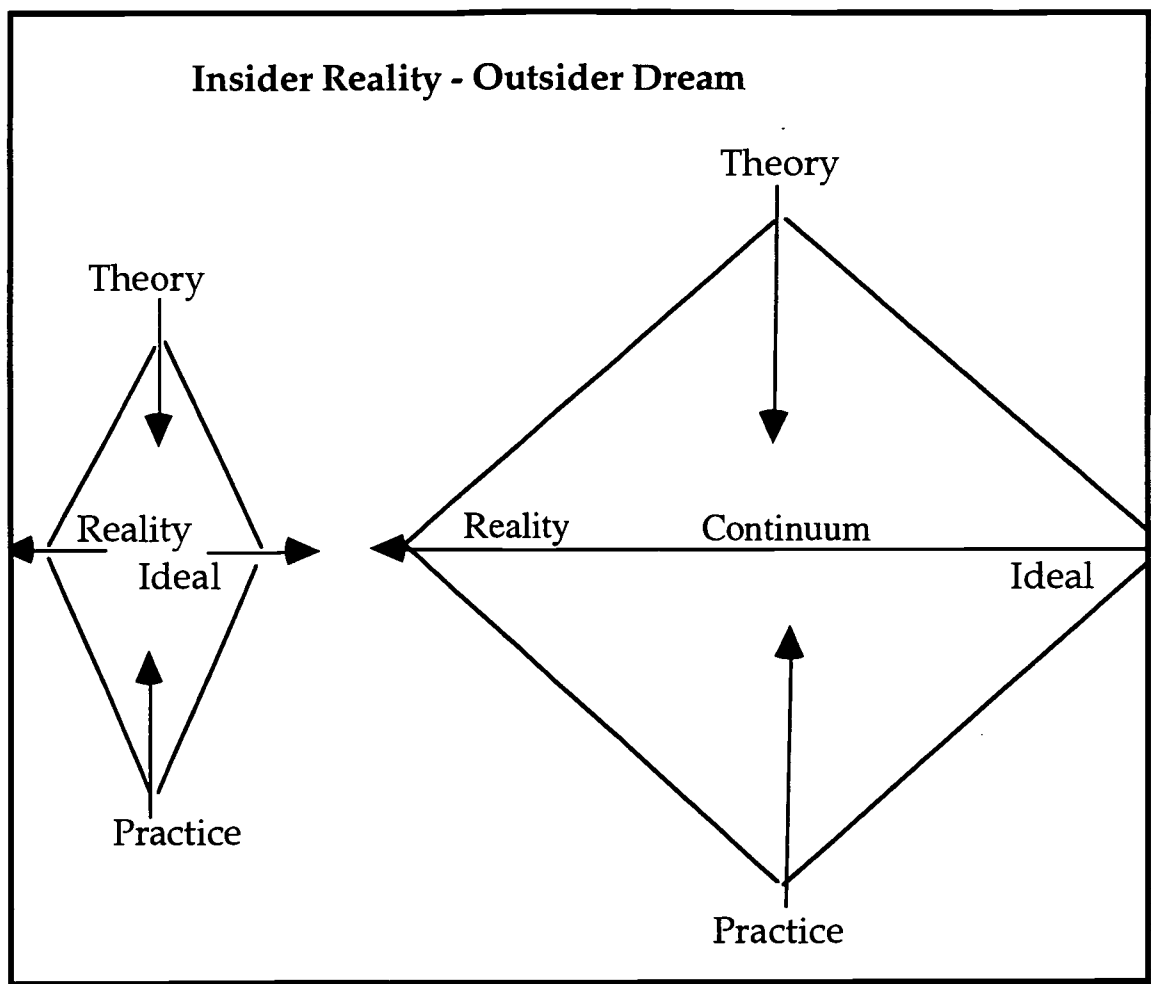 Insider Reality - Outsider Dream
Theory
Reality
Ideal
Practice
Theory
Reality
Continuum
Ideal
Practice